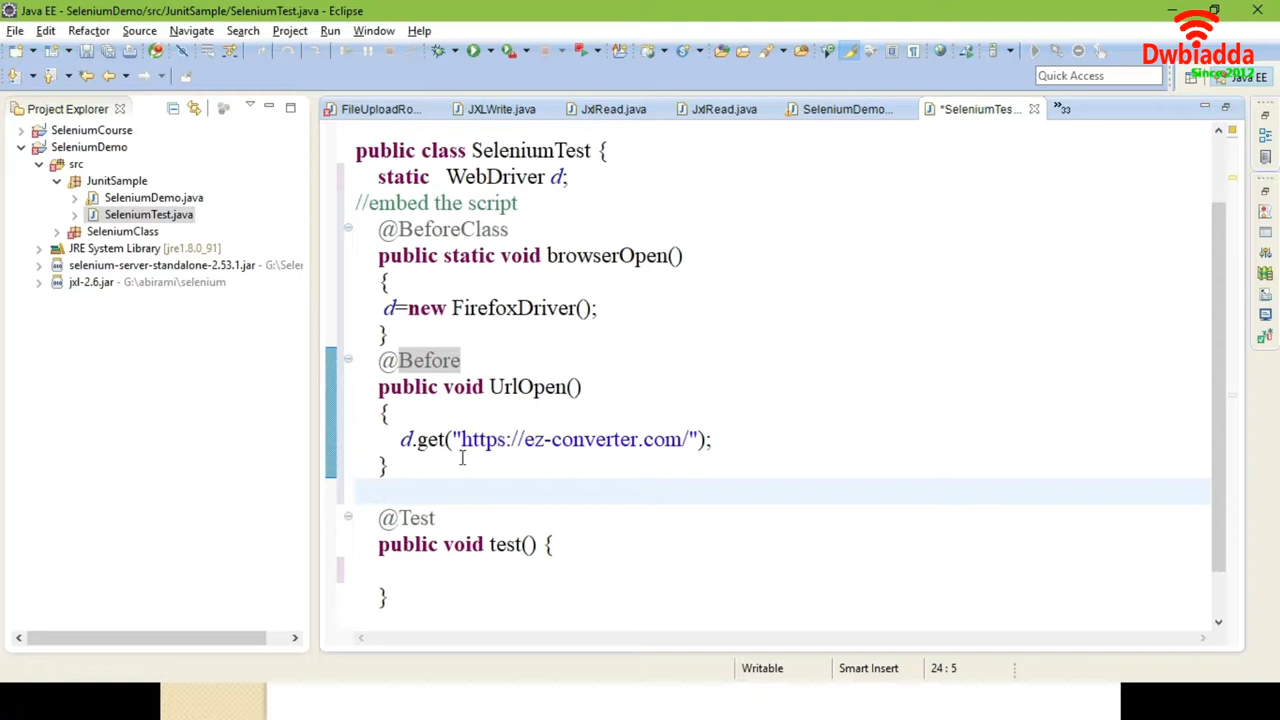 Java EE - SeleniumDemo/src/JunitSample/SeleniumTest.java - Eclipse
File Edit Refactor Source Navigate Search Project Run Window Help
Dwbiadda
Since 2012
Quick Access
Java EE
Project Explorer
FileUploadRo...
JXLWrite.java
JxlRead.java
JxlRead.java
SeleniumDemo...
*SeleniumTes...
»33
SeleniumCourse
SeleniumDemo
src
JunitSample
SeleniumDemo.java
SeleniumTest.java
SeleniumClass
JRE System Library [jre1.8.0_91]
selenium-server-standalone-2.53.1.jar - G:\Seler
jxl-2.6.jar - G:\abirami\selenium
public class SeleniumTest {
static WebDriver d;
//embed the script
@BeforeClass
public static void browserOpen()
{
d=new FirefoxDriver();
}
@Before
public void UrlOpen()
{
d.get("https://ez-converter.com/");
}
@Test
public void test() {
}
Writable
Smart Insert
24 : 5